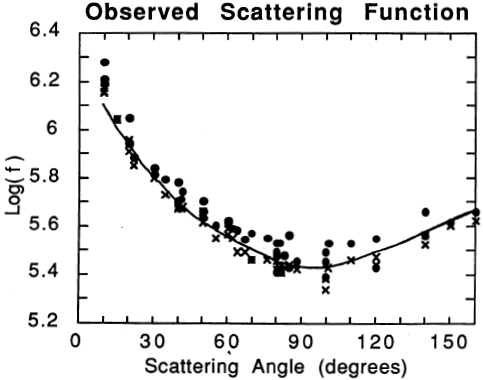 Observed Scattering Function
6.4
6.2
6
5.8
5.6
5.4
5.2
Log(f)
0 30 60 90 120 150
Scattering Angle (degrees)